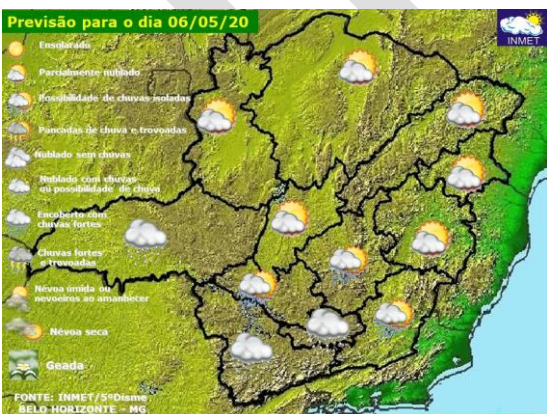 Previsão para o dia 06/05/20
INMET
Ensolarado
Parcialmente nublado
Possibilidade de chuvas isoladas
Pancadas de chuva e trovoadas
Nublado sem chuvas
Nublado com chuvas
ou possibilidade de chuva
Encoberto com
chuvas fortes
Chuvas fortes
e trovoadas
Névoa úmida ou
nevoeiros ao amanhecer
Névoa seca
Geada
FONTE: INMET/5ºDisme
BELO HORIZONTE - MG